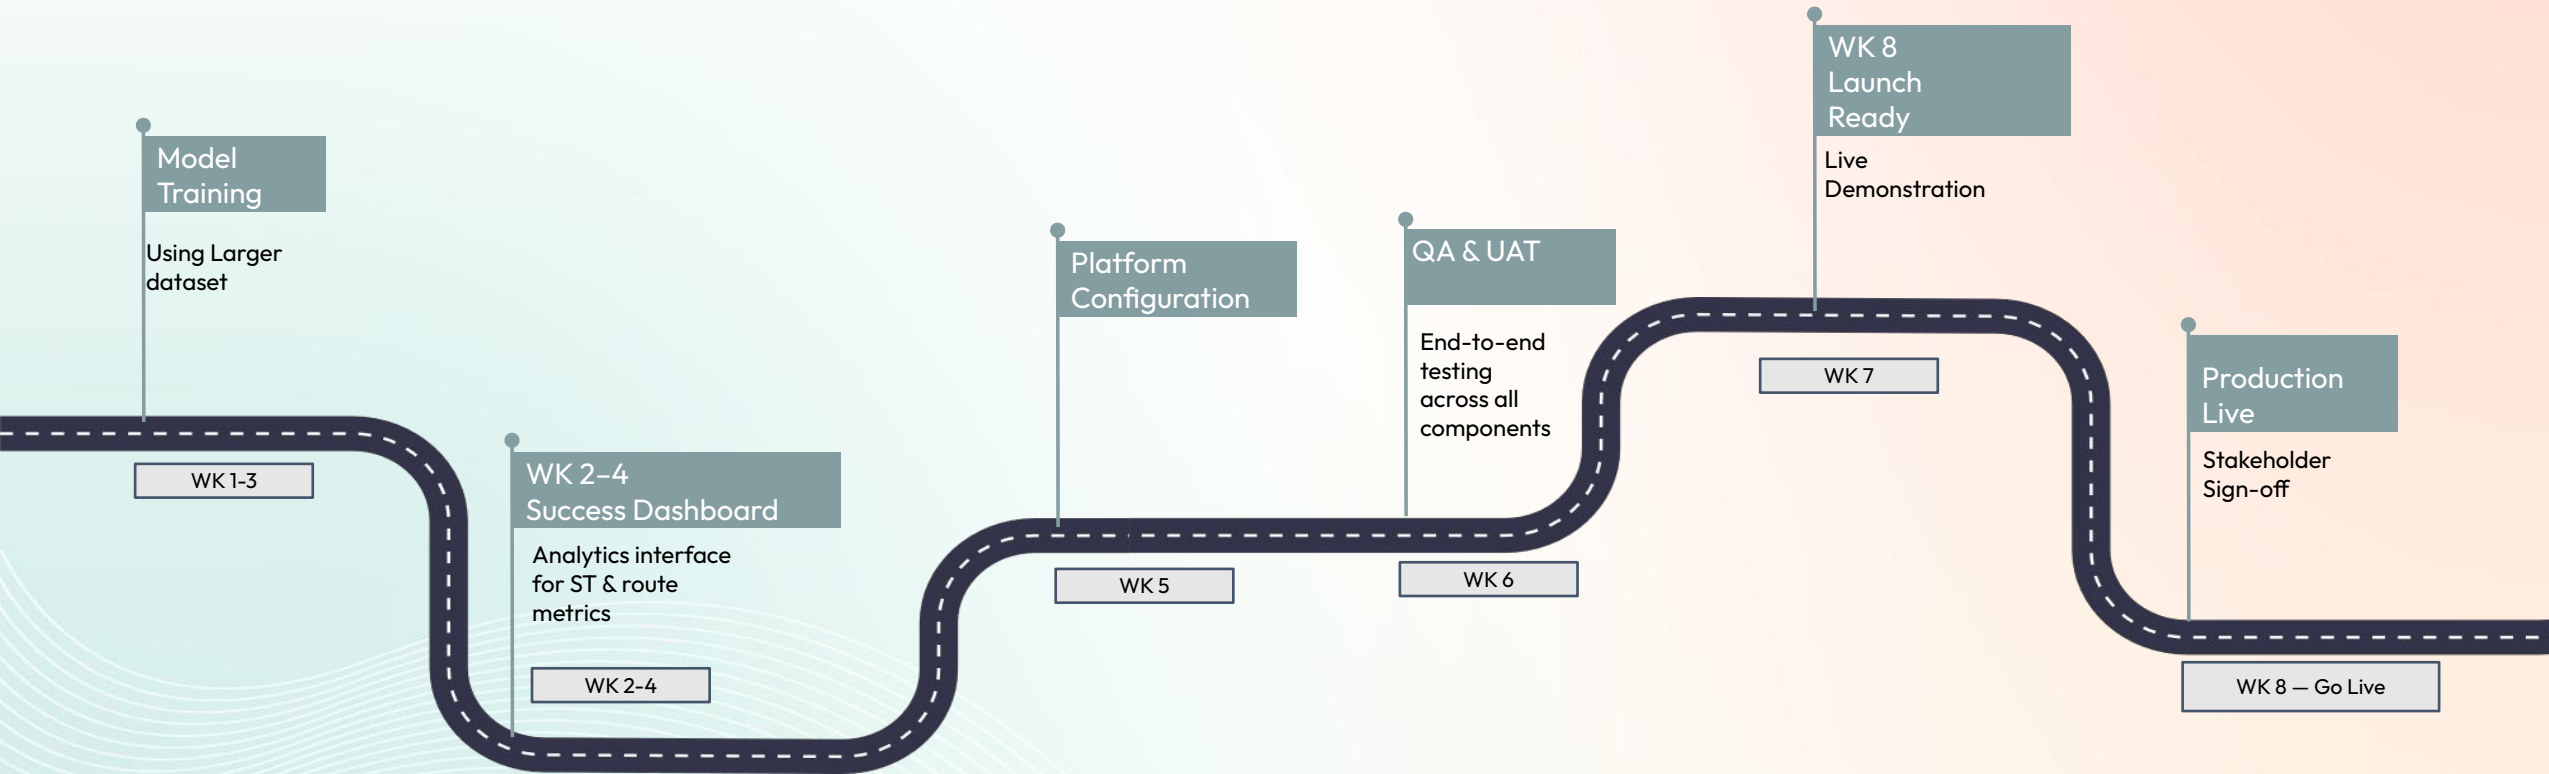 Model
Training
Using Larger
dataset
WK 1-3
WK 2–4
Success Dashboard
Analytics interface
for ST & route
metrics
WK 2-4
Platform
Configuration
WK 5
QA & UAT
End-to-end
testing
across all
components
WK 6
WK 8
Launch
Ready
Live
Demonstration
WK 7
Production
Live
Stakeholder
Sign-off
WK 8 — Go Live